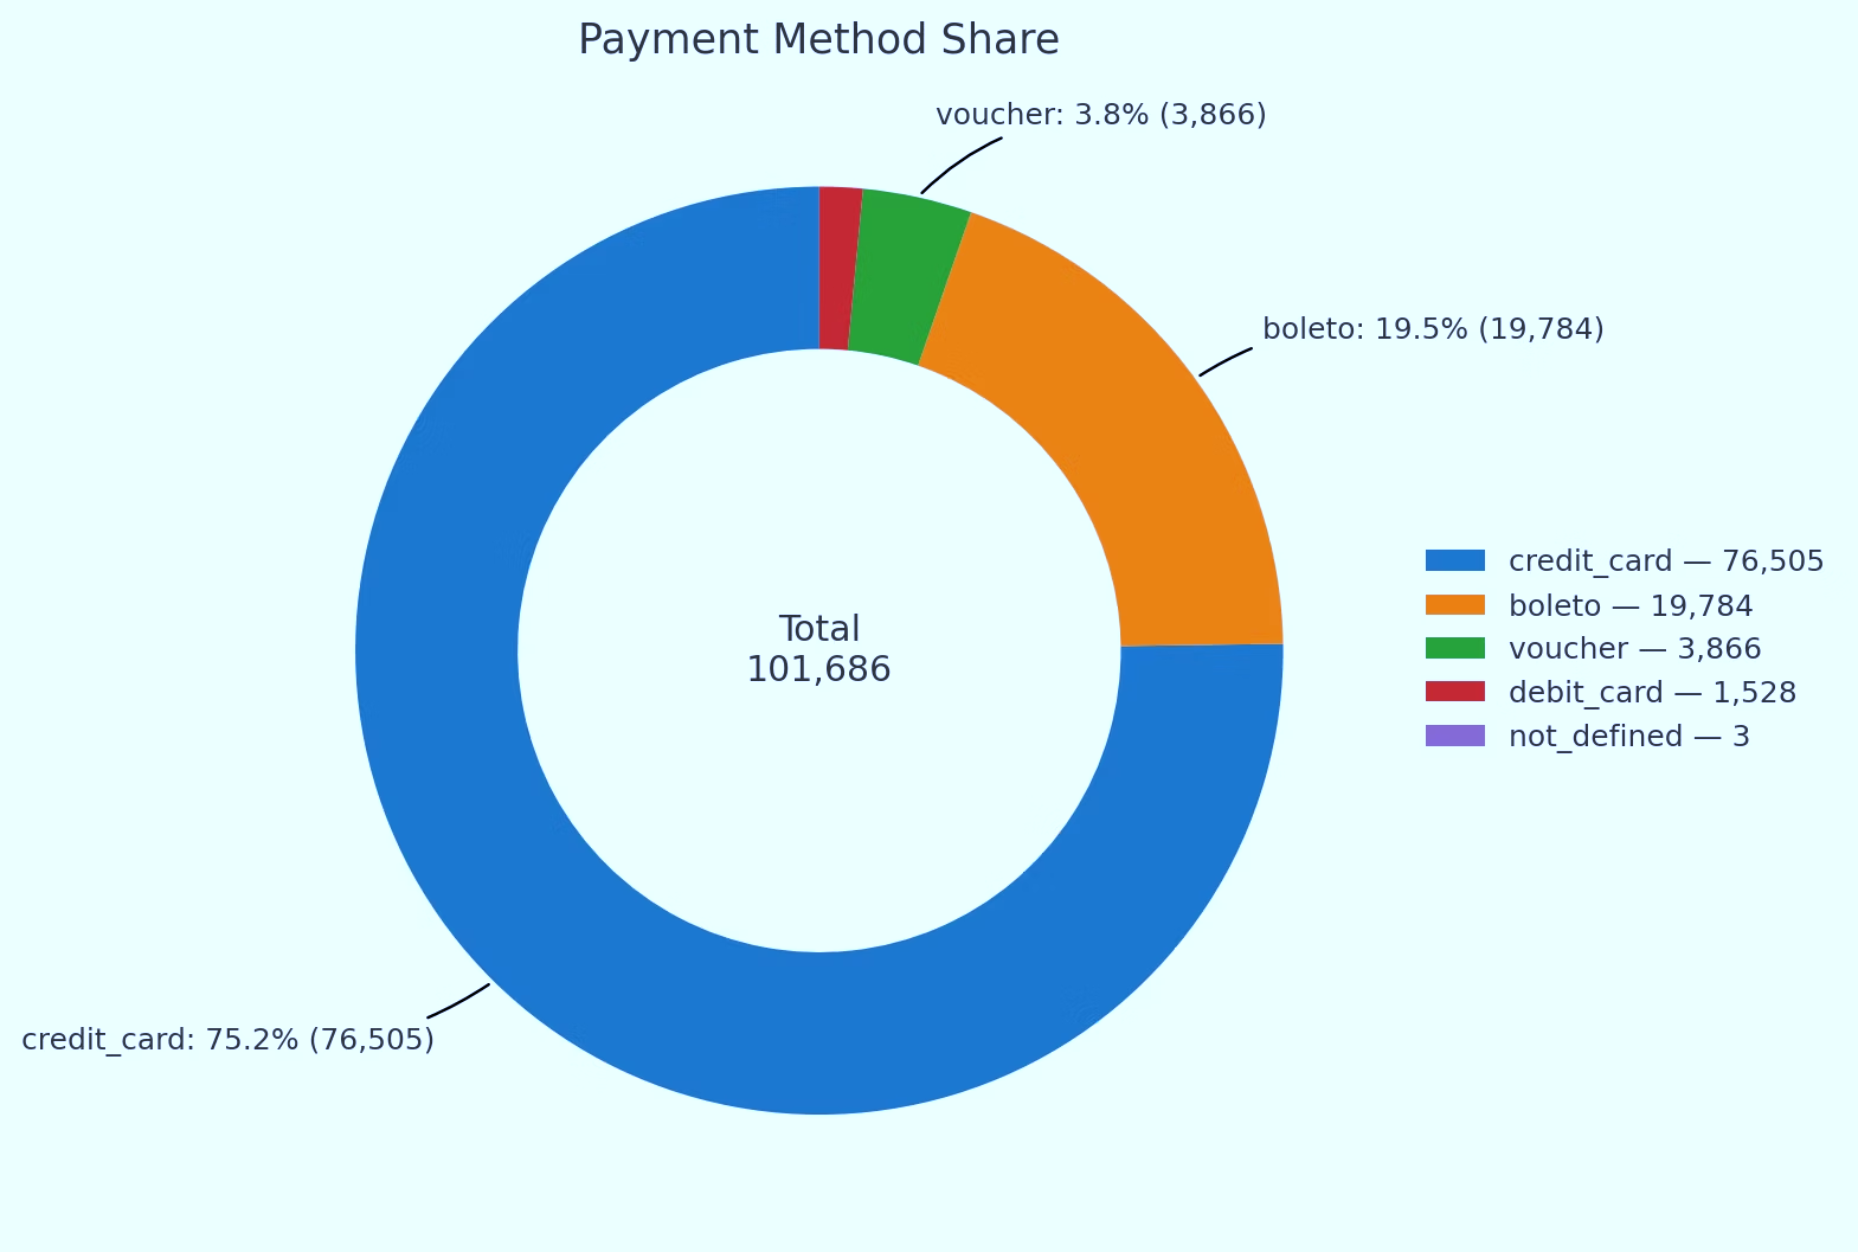 Payment Method Share
voucher: 3.8% (3,866)
boleto: 19.5% (19,784)
credit_card — 76,505
boleto — 19,784
voucher — 3,866
debit_card — 1,528
not_defined — 3
Total
101,686
credit_card: 75.2% (76,505)